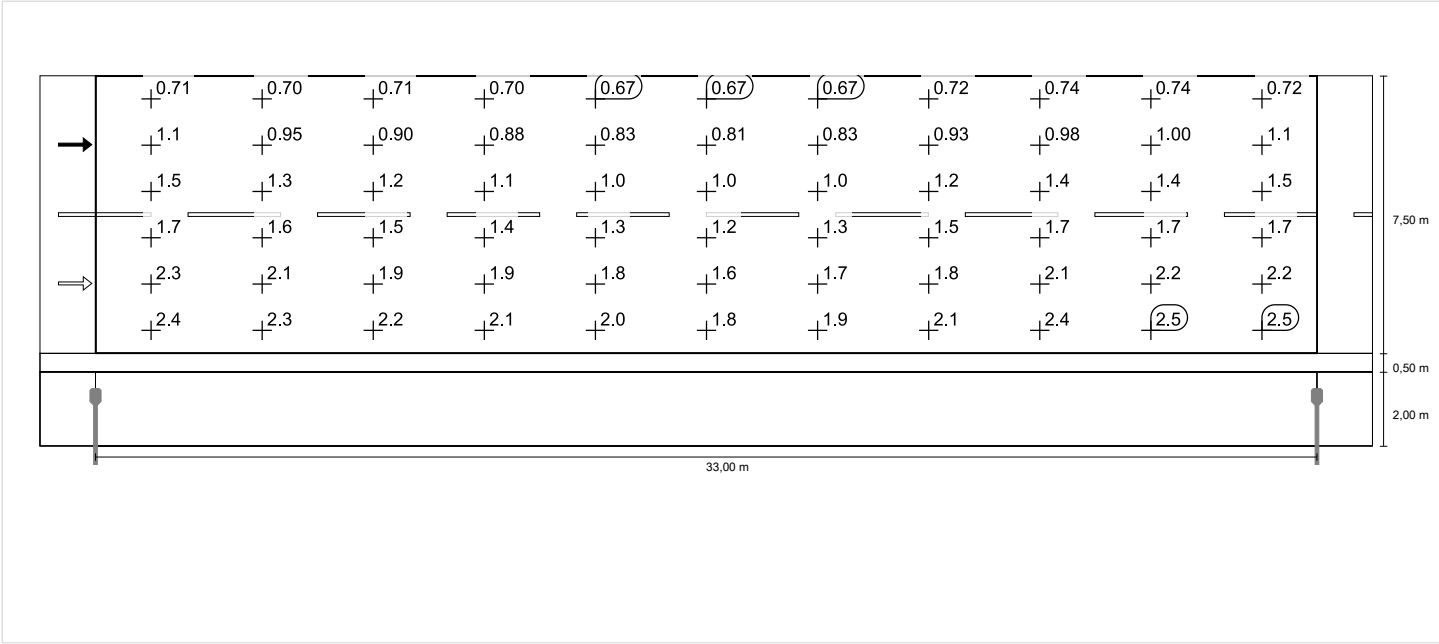 0.71 0.70 0.71 0.70 0.67 0.67 0.67 0.72 0.74 0.74 0.72
1.1 0.95 0.90 0.88 0.83 0.81 0.83 0.93 0.98 1.00 1.1
1.5 1.3 1.2 1.1 1.0 1.0 1.0 1.2 1.4 1.4 1.5
7,50 m
1.7 1.6 1.5 1.4 1.3 1.2 1.3 1.5 1.7 1.7 1.7
2.3 2.1 1.9 1.9 1.8 1.6 1.7 1.8 2.1 2.2 2.2
2.4 2.3 2.2 2.1 2.0 1.8 1.9 2.1 2.4 2.5 2.5
0,50 m
2,00 m
33,00 m